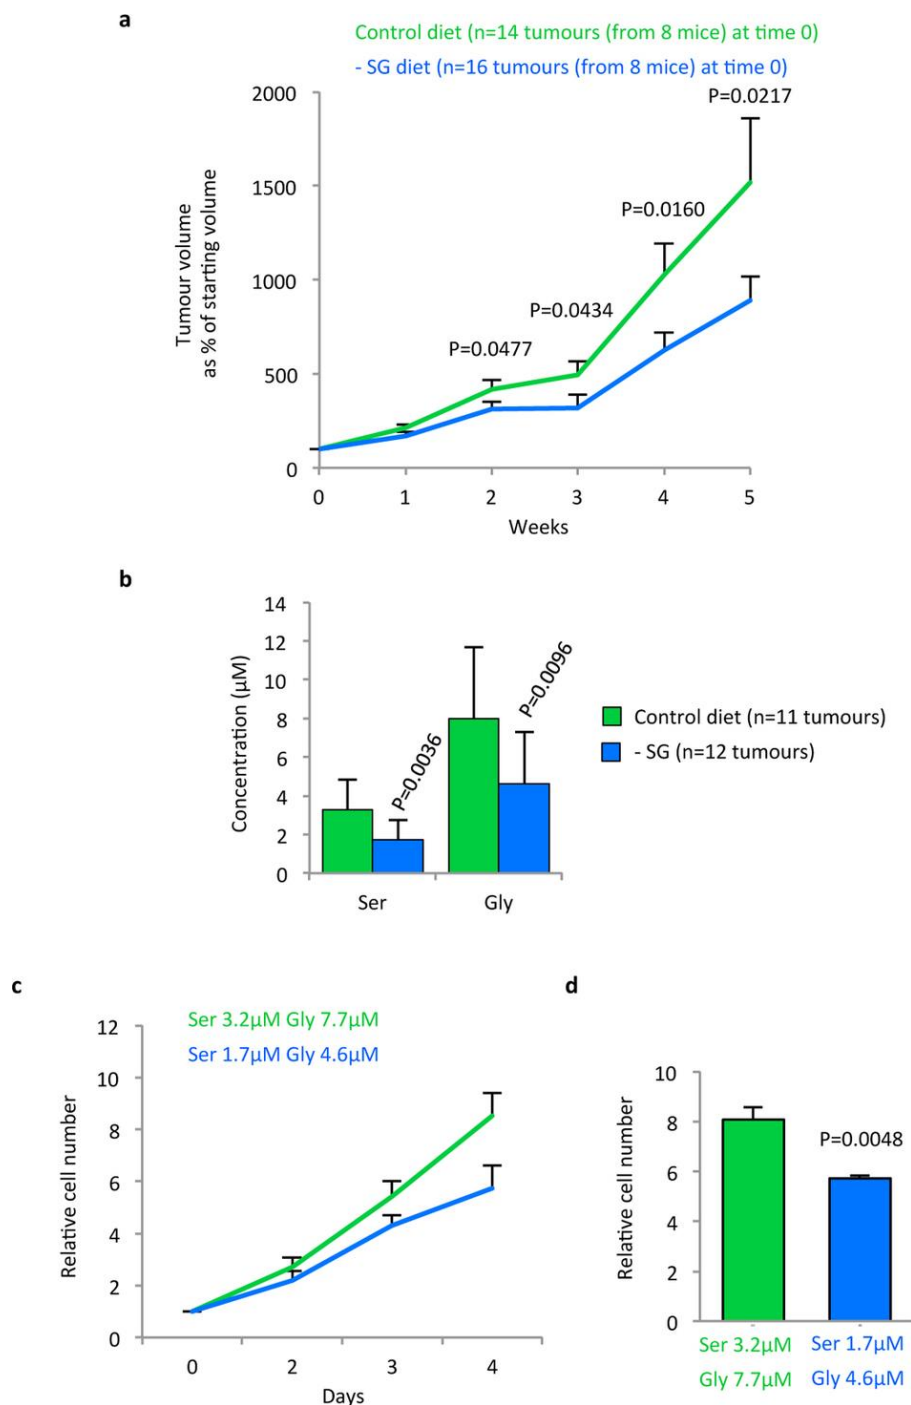 a
Control diet (n=14 tumours (from 8 mice) at time 0)
- SG diet (n=16 tumours (from 8 mice) at time 0)
2000
1500
1000
500
0
Tumour volume
as % of starting volume
P=0.0477
P=0.0434
P=0.0160
P=0.0217
0 1 2 3 4 5
Weeks
b
14
12
10
8
6
4
2
0
Concentration (µM)
P=0.0036
P=0.0096
Ser Gly
Control diet (n=11 tumours)
- SG (n=12 tumours)
c
Ser 3.2µM Gly 7.7µM
Ser 1.7µM Gly 4.6µM
12
10
8
6
4
2
0
Relative cell number
0 2 3 4
Days
d
10
8
6
4
2
0
Relative cell number
P=0.0048
Ser 3.2µM Ser 1.7µM
Gly 7.7µM Gly 4.6µM